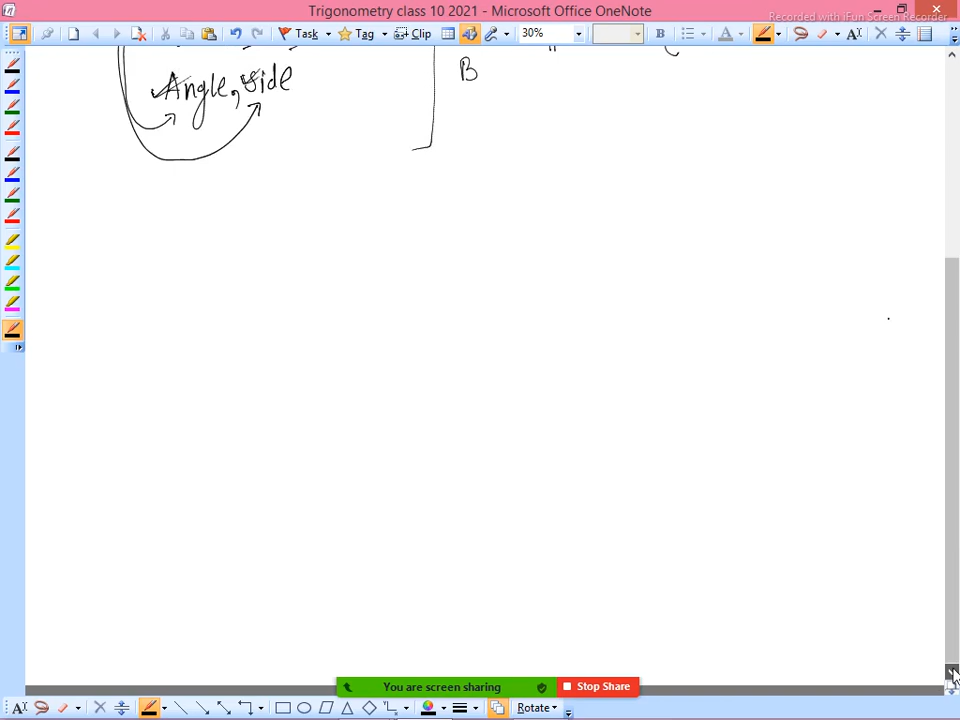 Trigonometry class 10 2021 - Microsoft Office OneNote
Recorded with iFun Screen Recorder
Task Tag Clip 30% B A
Angle, Side
B
You are screen sharing Stop Share
Rotate